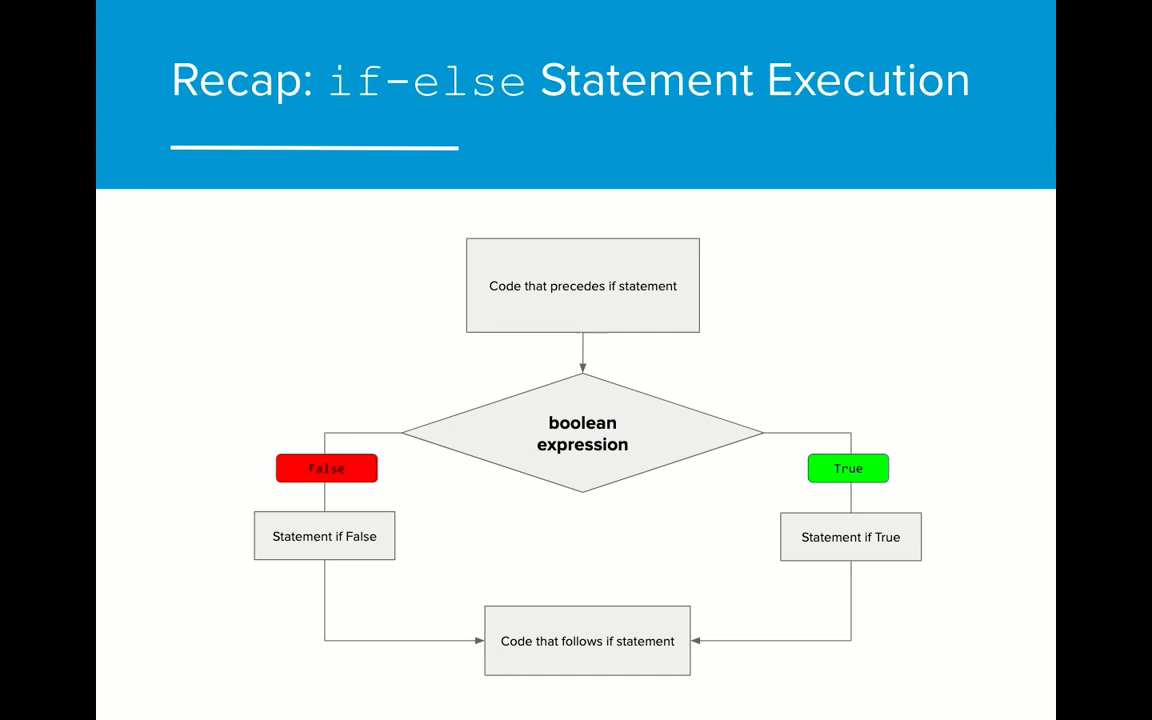 Recap: if-else Statement Execution
Code that precedes if statement
boolean
expression
False
True
Statement if False
Statement if True
Code that follows if statement